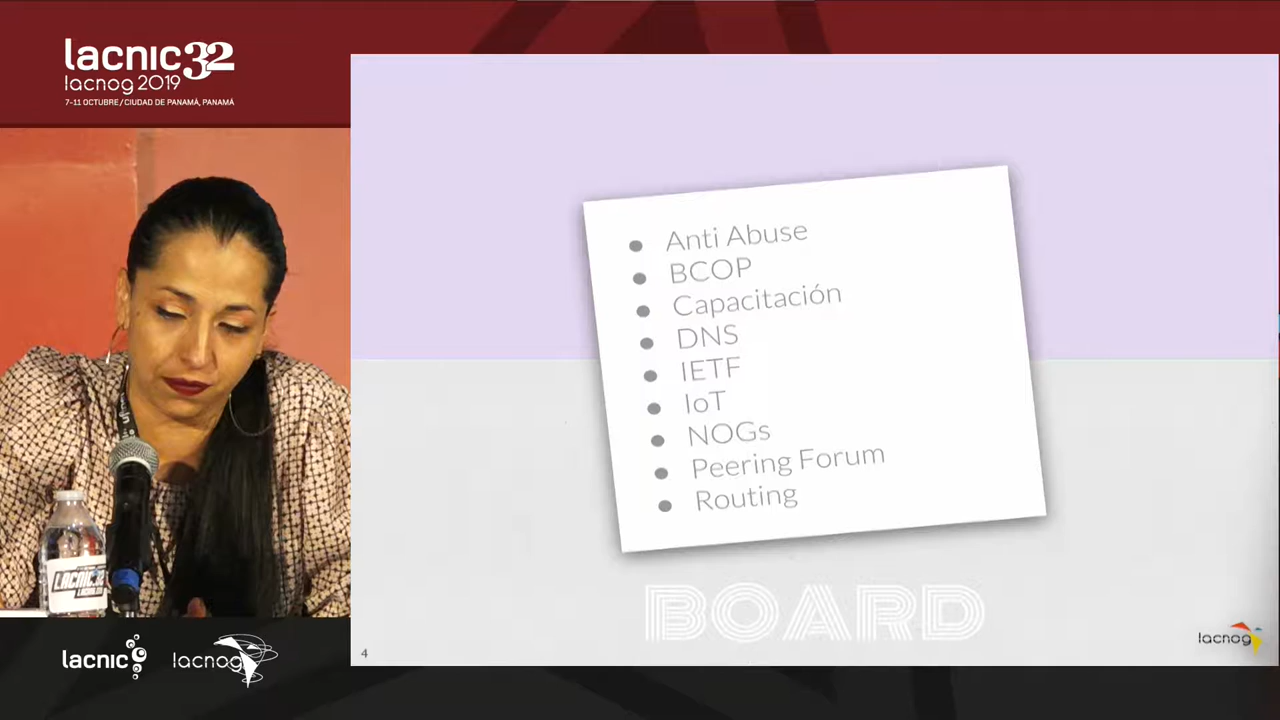 lacnic32
lacnog 2019
7-11 OCTUBRE / CIUDAD DE PANAMÁ, PANAMÁ
Anti Abuse
BCOP
Capacitación
DNS
IETF
IoT
NOGs
Peering Forum
Routing
BOARD
4
lacnog
LACNIC32
lacnic
lacnog